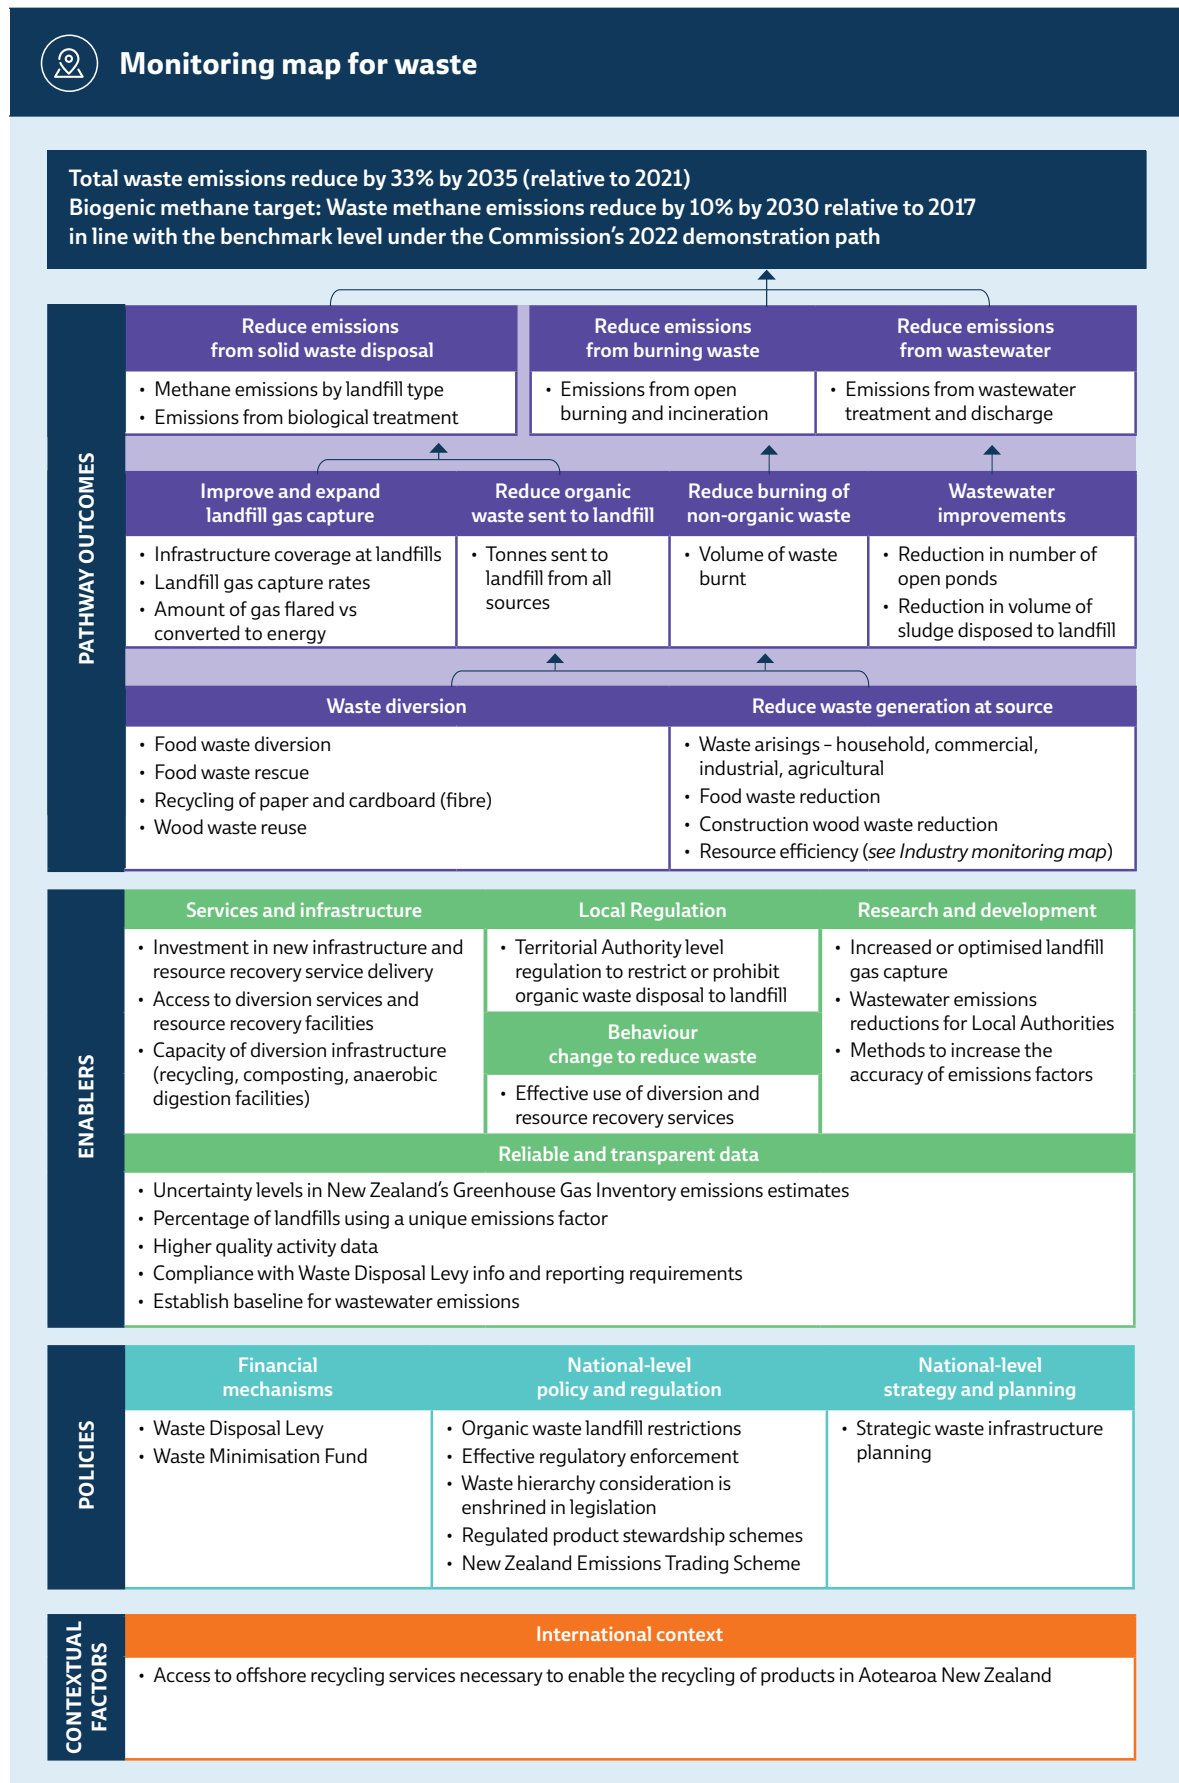 Monitoring map for waste
Total waste emissions reduce by 33% by 2035 (relative to 2021)
Biogenic methane target: Waste methane emissions reduce by 10% by 2030 relative to 2017
in line with the benchmark level under the Commission's 2022 demonstration path
PATHWAY OUTCOMES
Reduce emissions
from solid waste disposal
• Methane emissions by landfill type
• Emissions from biological treatment
Reduce emissions
from burning waste
• Emissions from open
burning and incineration
Reduce emissions
from wastewater
• Emissions from wastewater
treatment and discharge
Improve and expand
landfill gas capture
• Infrastructure coverage at landfills
• Landfill gas capture rates
• Amount of gas flared vs
converted to energy
Reduce organic
waste sent to landfill
• Tonnes sent to
landfill from all
sources
Reduce burning of
non-organic waste
• Volume of waste
burnt
Wastewater
improvements
• Reduction in number of
open ponds
• Reduction in volume of
sludge disposed to landfill
Waste diversion
• Food waste diversion
• Food waste rescue
• Recycling of paper and cardboard (fibre)
• Wood waste reuse
Reduce waste generation at source
• Waste arisings – household, commercial,
industrial, agricultural
• Food waste reduction
• Construction wood waste reduction
• Resource efficiency (see Industry monitoring map)
ENABLERS
Services and infrastructure
• Investment in new infrastructure and
resource recovery service delivery
• Access to diversion services and
resource recovery facilities
• Capacity of diversion infrastructure
(recycling, composting, anaerobic
digestion facilities)
Local Regulation
• Territorial Authority level
regulation to restrict or prohibit
organic waste disposal to landfill
Behaviour
change to reduce waste
• Effective use of diversion and
resource recovery services
Research and development
• Increased or optimised landfill
gas capture
• Wastewater emissions
reductions for Local Authorities
• Methods to increase the
accuracy of emissions factors
Reliable and transparent data
• Uncertainty levels in New Zealand's Greenhouse Gas Inventory emissions estimates
• Percentage of landfills using a unique emissions factor
• Higher quality activity data
• Compliance with Waste Disposal Levy info and reporting requirements
• Establish baseline for wastewater emissions
POLICIES
Financial
mechanisms
• Waste Disposal Levy
• Waste Minimisation Fund
National-level
policy and regulation
• Organic waste landfill restrictions
• Effective regulatory enforcement
• Waste hierarchy consideration is
enshrined in legislation
• Regulated product stewardship schemes
• New Zealand Emissions Trading Scheme
National-level
strategy and planning
• Strategic waste infrastructure
planning
CONTEXTUAL
FACTORS
International context
• Access to offshore recycling services necessary to enable the recycling of products in Aotearoa New Zealand